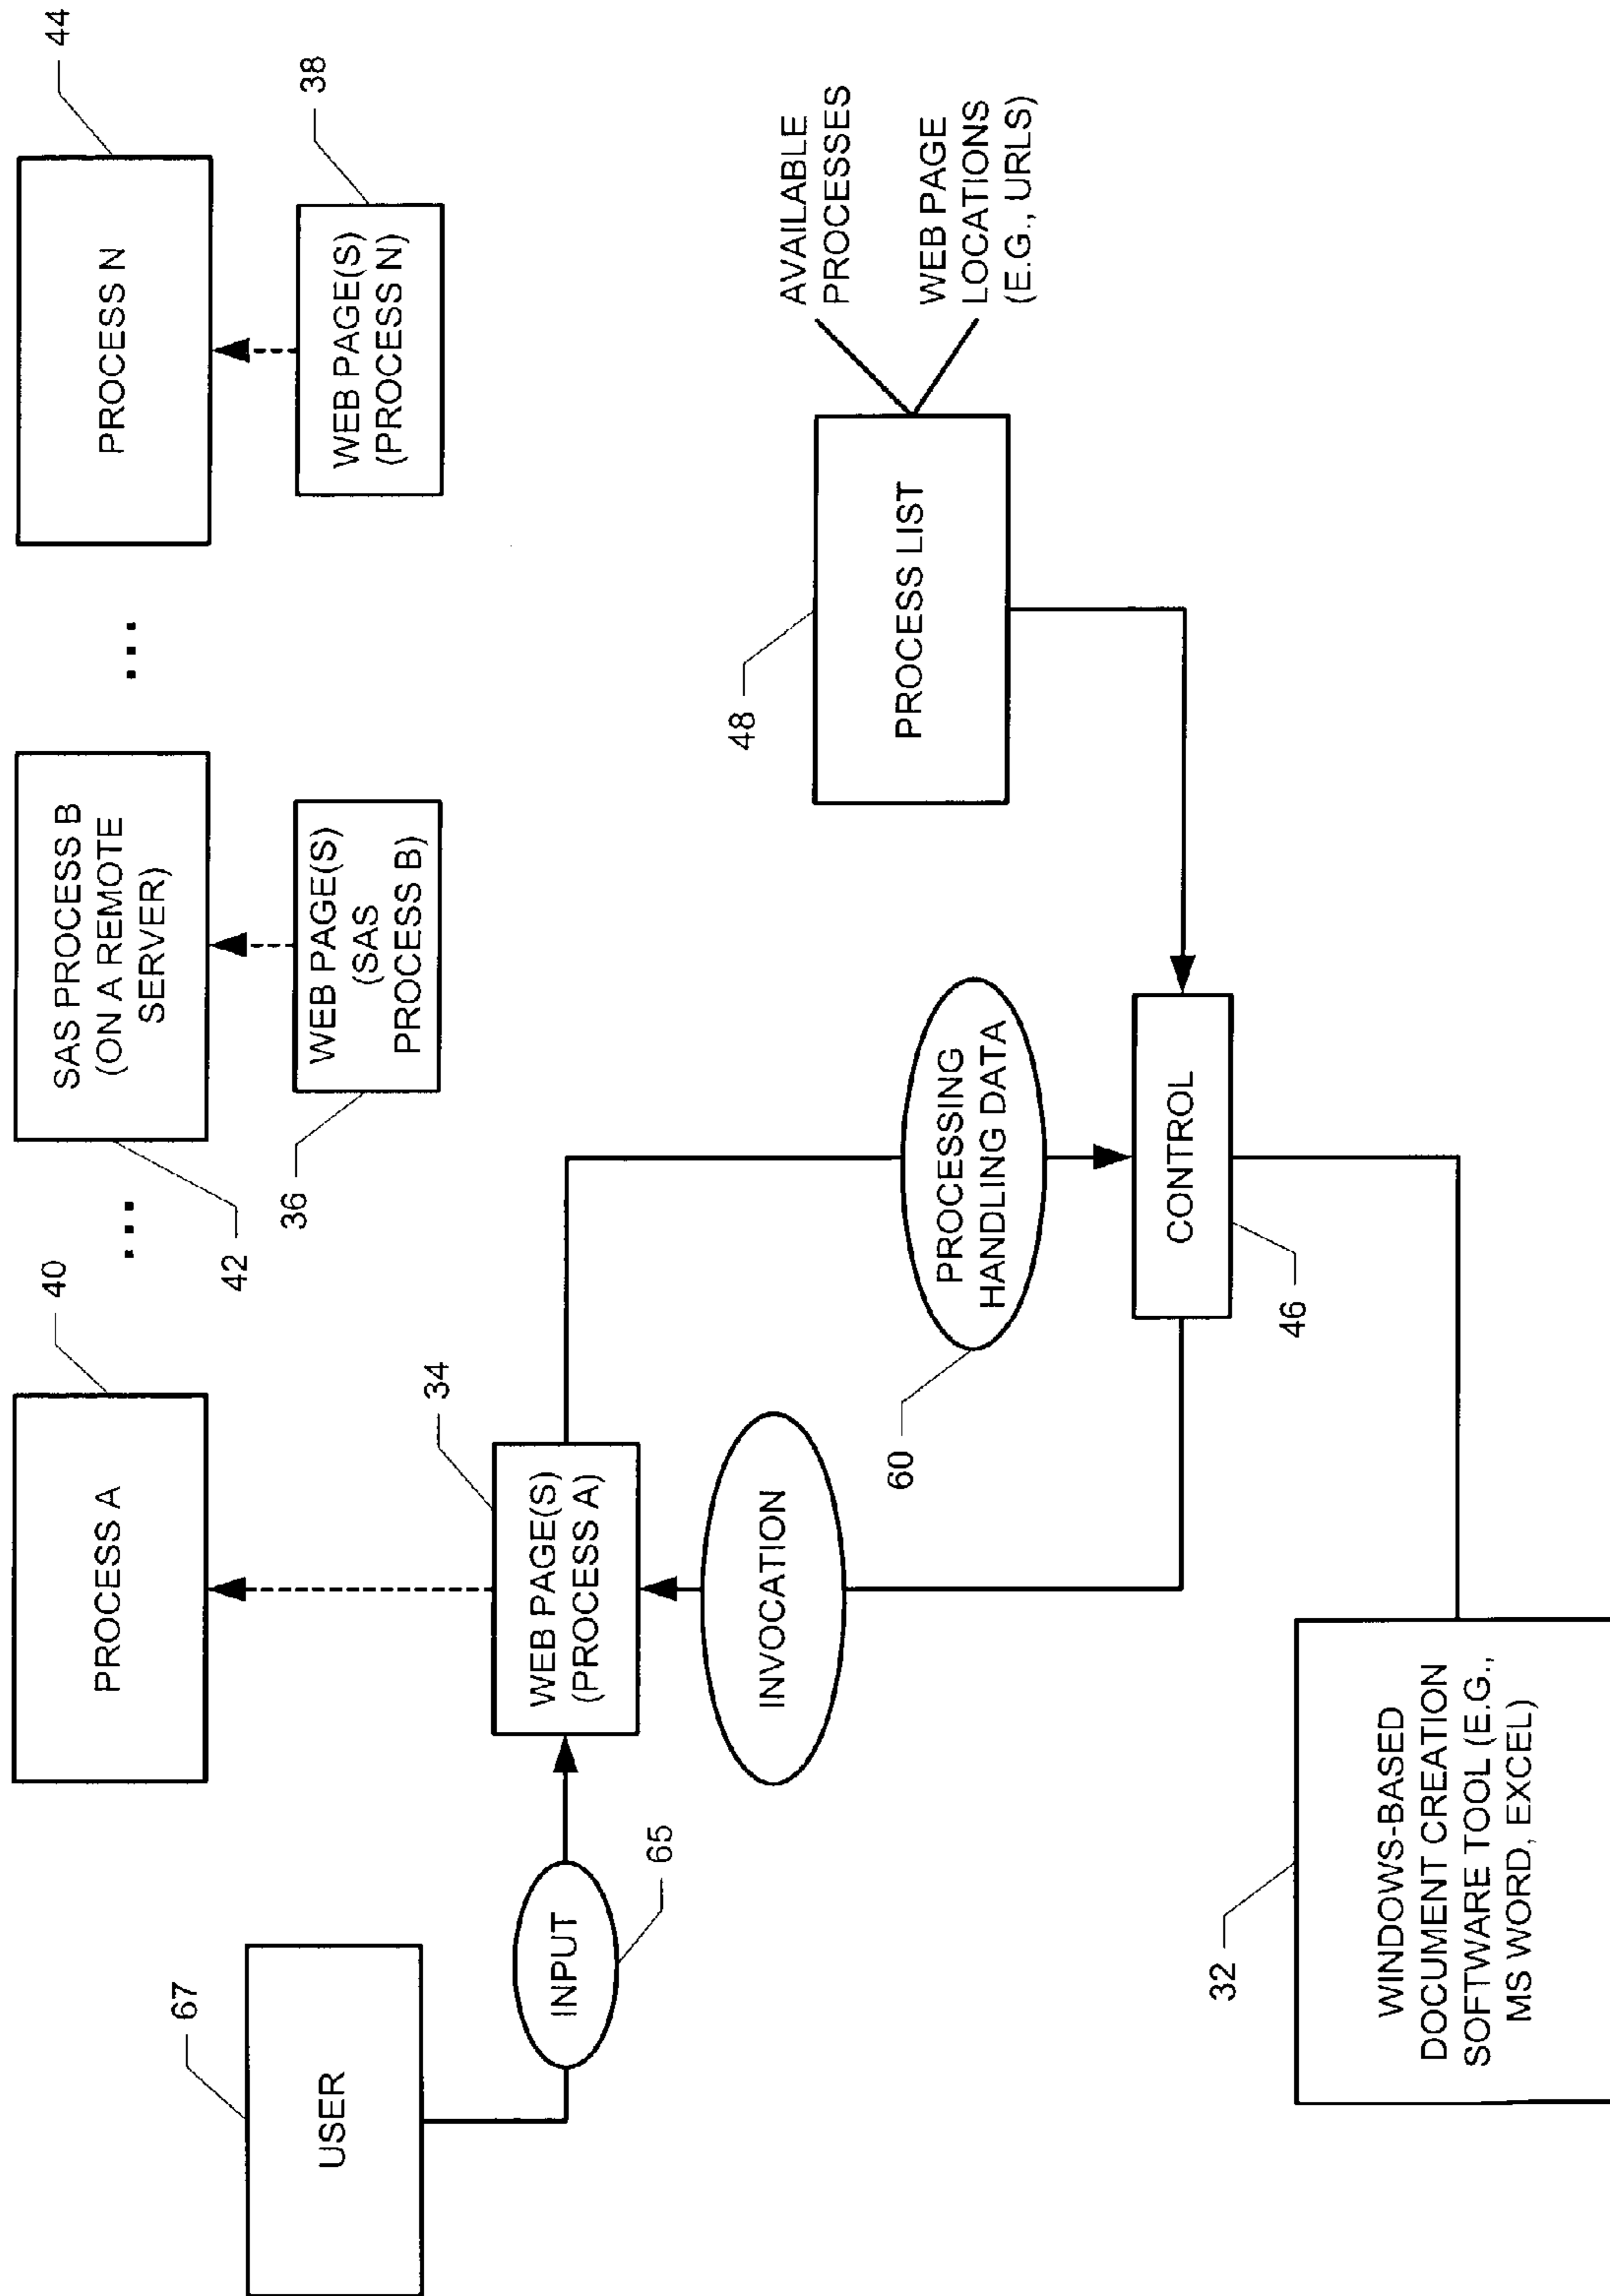 40
PROCESS A
...
42
SAS PROCESS B
(ON A REMOTE
SERVER)
...
44
PROCESS N
67
USER
65
INPUT
34
WEB PAGE(S)
(PROCESS A)
36
WEB PAGE(S)
(SAS
PROCESS B)
38
WEB PAGE(S)
(PROCESS N)
INVOCATION
60
PROCESSING
HANDLING DATA
48
PROCESS LIST
AVAILABLE
PROCESSES
WEB PAGE
LOCATIONS
(E.G., URLS)
CONTROL
46
32
WINDOWS-BASED
DOCUMENT CREATION
SOFTWARE TOOL (E.G.,
MS WORD, EXCEL)